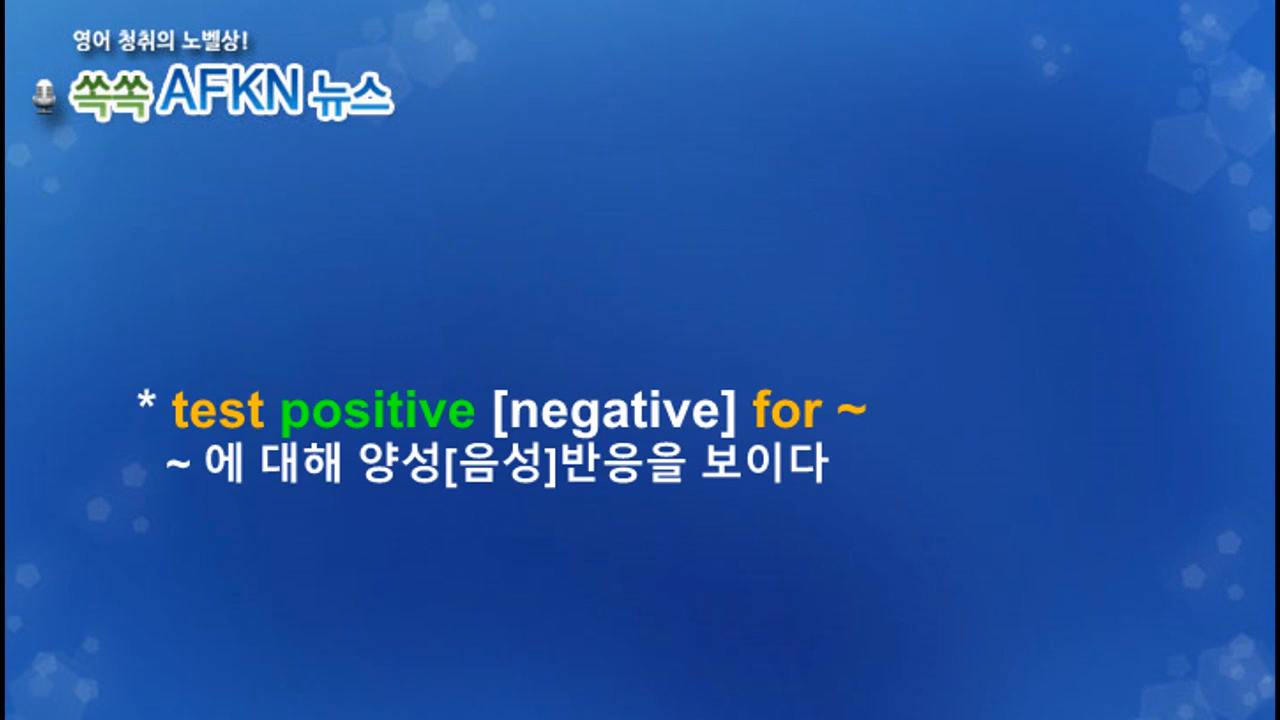 영어 청취의 노벨상!
쏙쏙 AFKN 뉴스
* test positive [negative] for ~
~ 에 대해 양성[음성]반응을 보이다